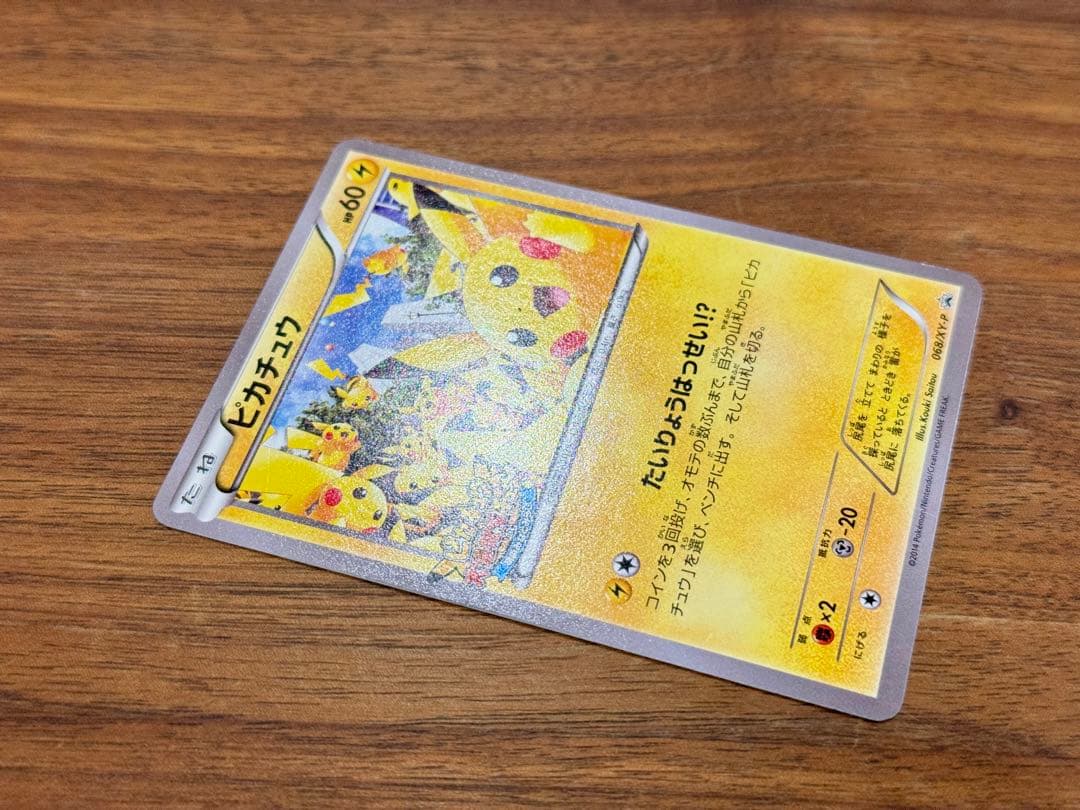 たね
ピカチュウ
HP60
たいりょうはっせい!?
コインを3回投げ、オモテの数ぶんまで、自分の山札から「ピカ
チュウ」を選び、ベンチに出す。そして山札を切る。
弱点
×2
抵抗力
-20
にげる
尻尾を 立てて まわりの 様子を
探っていると ときどき 雷が
尻尾に 落ちてくる。
Illus.Kouki Saitou
068/XY-P
©2014 Pokémon/Nintendo/Creatures/GAME FREAK.